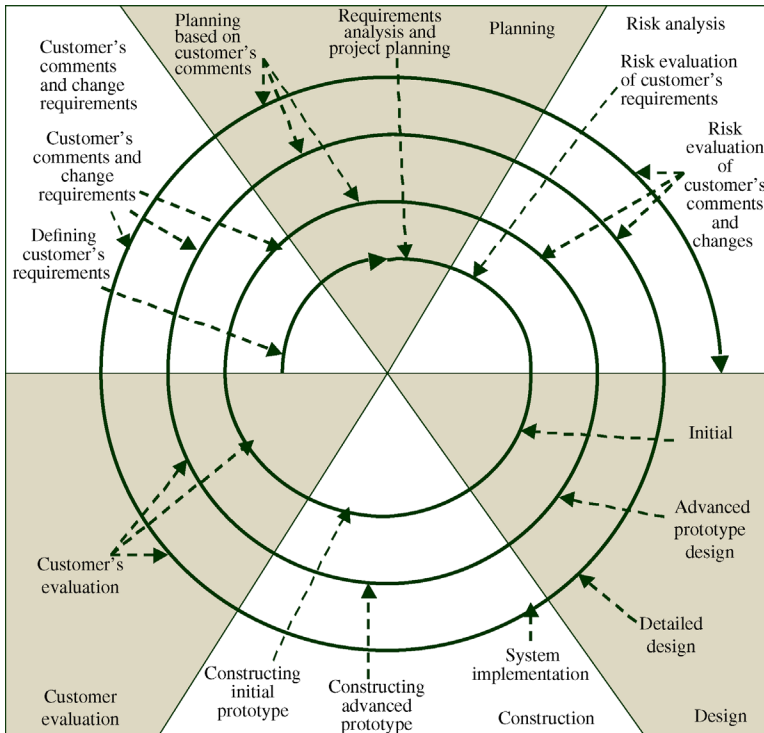 Customer's
comments
and change
requirements
Planning
based on
customer's
comments
Requirements
analysis and
project planning
Planning
Risk analysis
Risk evaluation
of customer's
requirements
Customer's
comments and
change
requirements
Risk
evaluation
of
customer's
comments
and
changes
Defining
customer's
requirements
Initial
Advanced
prototype
design
Customer's
evaluation
Detailed
design
System
implementation
Constructing
initial
prototype
Constructing
advanced
prototype
Customer
evaluation
Construction
Design